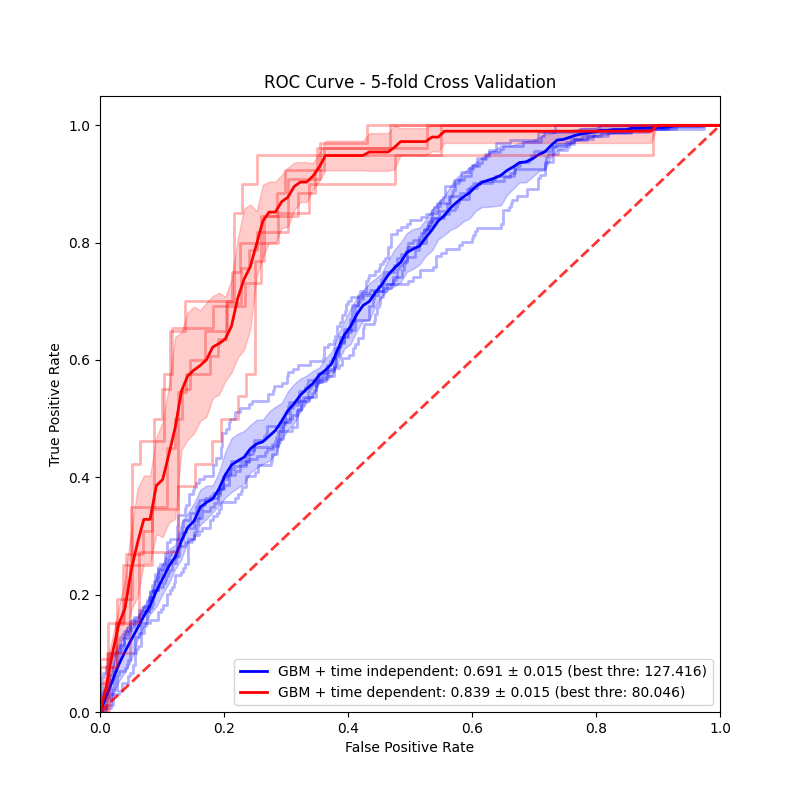 ROC Curve - 5-fold Cross Validation
True Positive Rate
1.0
0.8
0.6
0.4
0.2
0.0
GBM + time independent: 0.691 ± 0.015 (best thre: 127.416)
GBM + time dependent: 0.839 ± 0.015 (best thre: 80.046)
0.0 0.2 0.4 0.6 0.8 1.0
False Positive Rate